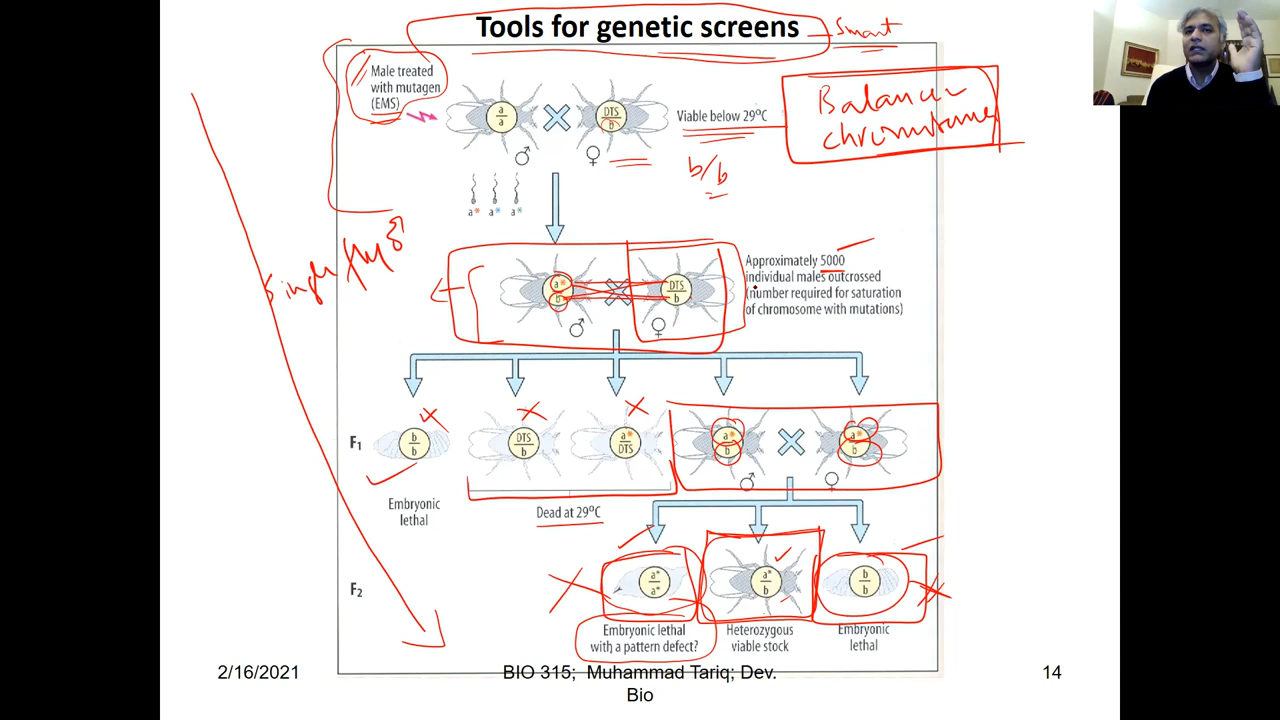 Tools for genetic screens
Smart
Male treated
with mutagen
(EMS)
a
a
DTS
b
Viable below 29°C
Balancer
chromosome
b/b
a* a* a*
Single fly ♂
a*
b
DTS
b
Approximately 5000
individual males outcrossed
(number required for saturation
of chromosome with mutations)
F1
b
b
DTS
b
a*
DTS
a*
b
a*
b
Embryonic
lethal
Dead at 29°C
F2
a*
a*
a*
b
b
b
Embryonic lethal
with a pattern defect?
Heterozygous
viable stock
Embryonic
lethal
2/16/2021
BIO 315; Muhammad Tariq; Dev.
Bio
14